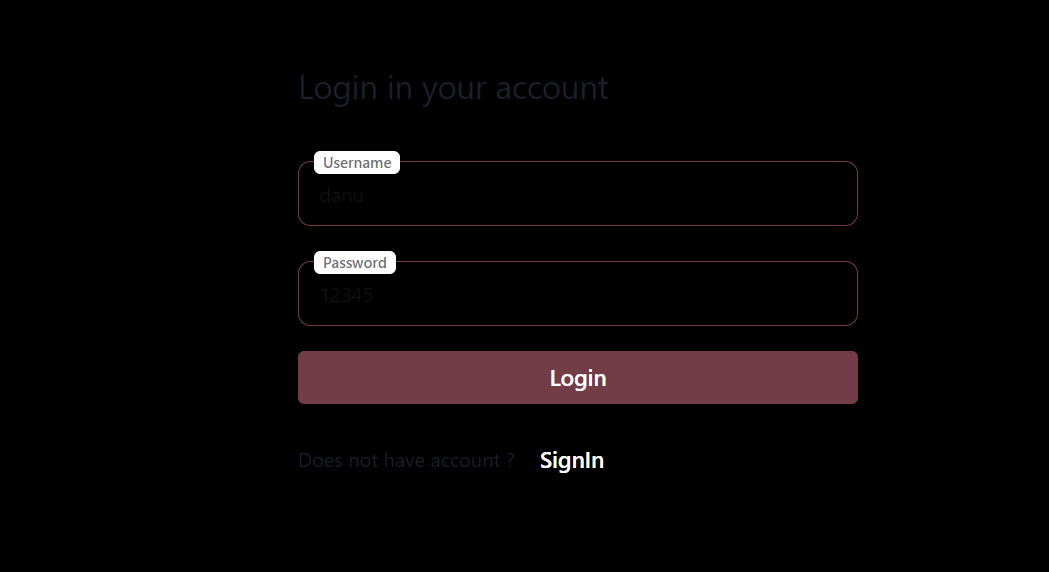 Login in your account
Username
danu
Password
12345
Login
Does not have account ? SignIn